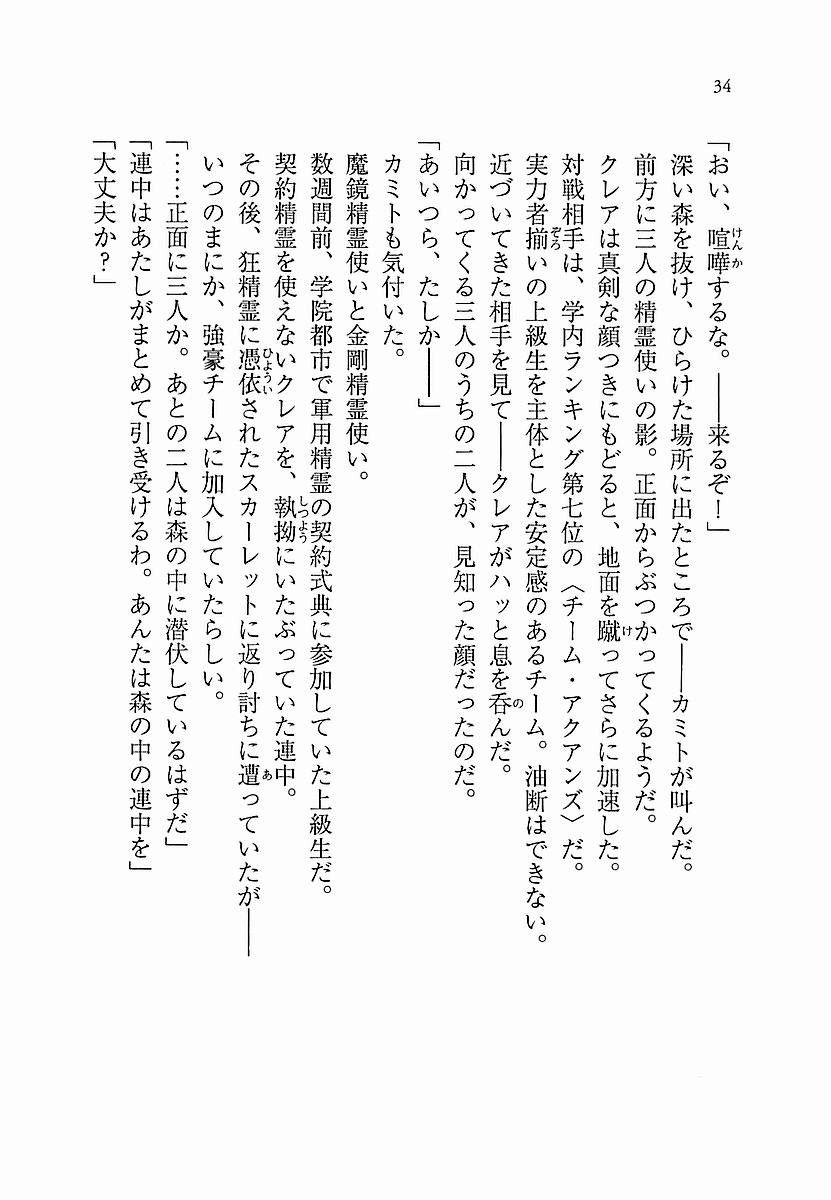 34
「おい、喧嘩するな。――来るぞ！」
深い森を抜け、ひらけた場所に出たところで――カミトが叫んだ。
前方に三人の精霊使いの影。正面からぶつかってくるようだ。
クレアは真剣な顔つきにもどると、地面を蹴ってさらに加速した。
対戦相手は、学内ランキング第七位の〈チーム・アクアンズ〉だ。
実力者揃いの上級生を主体とした安定感のあるチーム。油断はできない。
近づいてきた相手を見て――クレアがハッと息を呑んだ。
向かってくる三人のうちの二人が、見知った顔だったのだ。
「あいつら、たしか――」
カミトも気付いた。
魔鏡精霊使いと金剛精霊使い。
数週間前、学院都市で軍用精霊の契約式典に参加していた上級生だ。
契約精霊を使えないクレアを、執拗にいたぶっていた連中。
その後、狂精霊に憑依されたスカーレットに返り討ちに遭っていたが――
いつのまにか、強豪チームに加入していたらしい。
「……正面に三人か。あとの二人は森の中に潜伏しているはずだ」
「連中はあたしがまとめて引き受けるわ。あんたは森の中の連中を」
「大丈夫か？」